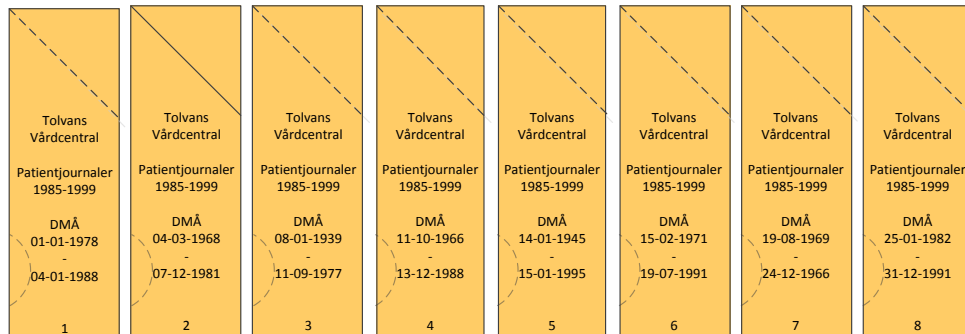 Tolvans
Vårdcentral
Patientjournaler
1985-1999
DMÅ
01-01-1978
-
04-01-1988
1
Tolvans
Vårdcentral
Patientjournaler
1985-1999
DMÅ
04-03-1968
-
07-12-1981
2
Tolvans
Vårdcentral
Patientjournaler
1985-1999
DMÅ
08-01-1939
-
11-09-1977
3
Tolvans
Vårdcentral
Patientjournaler
1985-1999
DMÅ
11-10-1966
-
13-12-1988
4
Tolvans
Vårdcentral
Patientjournaler
1985-1999
DMÅ
14-01-1945
-
15-01-1995
5
Tolvans
Vårdcentral
Patientjournaler
1985-1999
DMÅ
15-02-1971
-
19-07-1991
6
Tolvans
Vårdcentral
Patientjournaler
1985-1999
DMÅ
19-08-1969
-
24-12-1966
7
Tolvans
Vårdcentral
Patientjournaler
1985-1999
DMÅ
25-01-1982
-
31-12-1991
8